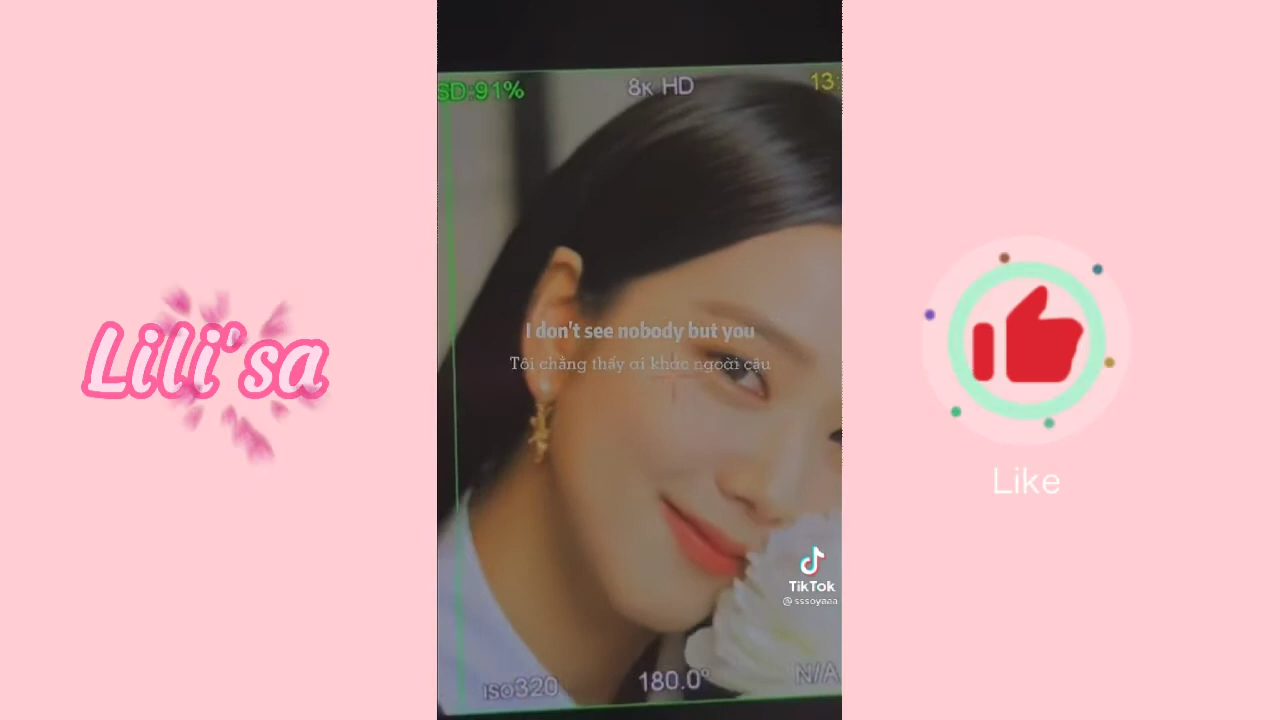 SD:91%
8K HD
13:
Lili'sa
I don't see nobody but you
Tôi chẳng thấy ai khác ngoài cậu
Like
TikTok
@sssoyaaa
ISO320
180.0°
N/A